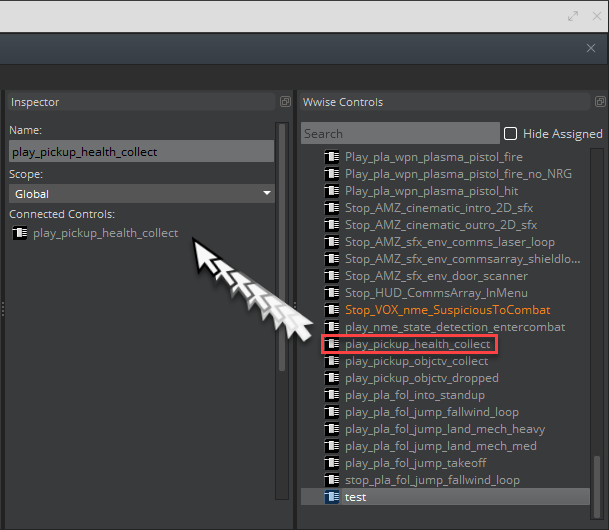 Inspector
Name:
play_pickup_health_collect
Scope:
Global
Connected Controls:
play_pickup_health_collect
Wwise Controls
Search
Hide Assigned
Play_pla_wpn_plasma_pistol_fire
Play_pla_wpn_plasma_pistol_fire_no_NRG
Play_pla_wpn_plasma_pistol_hit
Stop_AMZ_cinematic_intro_2D_sfx
Stop_AMZ_cinematic_outro_2D_sfx
Stop_AMZ_sfx_env_comms_laser_loop
Stop_AMZ_sfx_env_commsarray_shieldlo...
Stop_AMZ_sfx_env_door_scanner
Stop_HUD_CommsArray_InMenu
Stop_VOX_nme_SuspiciousToCombat
play_nme_state_detection_entercombat
play_pickup_health_collect
play_pickup_objctv_collect
play_pickup_objctv_dropped
play_pla_fol_into_standup
play_pla_fol_jump_fallwind_loop
play_pla_fol_jump_land_mech_heavy
play_pla_fol_jump_land_mech_med
play_pla_fol_jump_takeoff
stop_pla_fol_jump_fallwind_loop
test